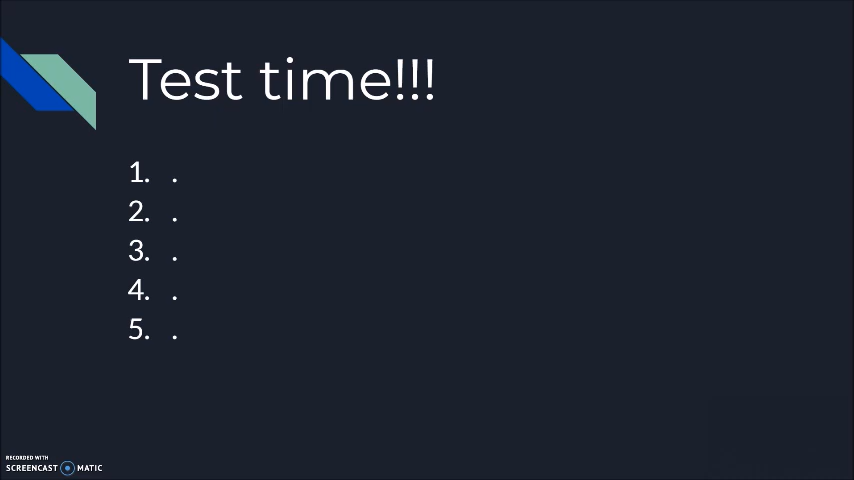 Test time!!!
1. .
2. .
3. .
4. .
5. .
RECORDED WITH
SCREENCAST MATIC